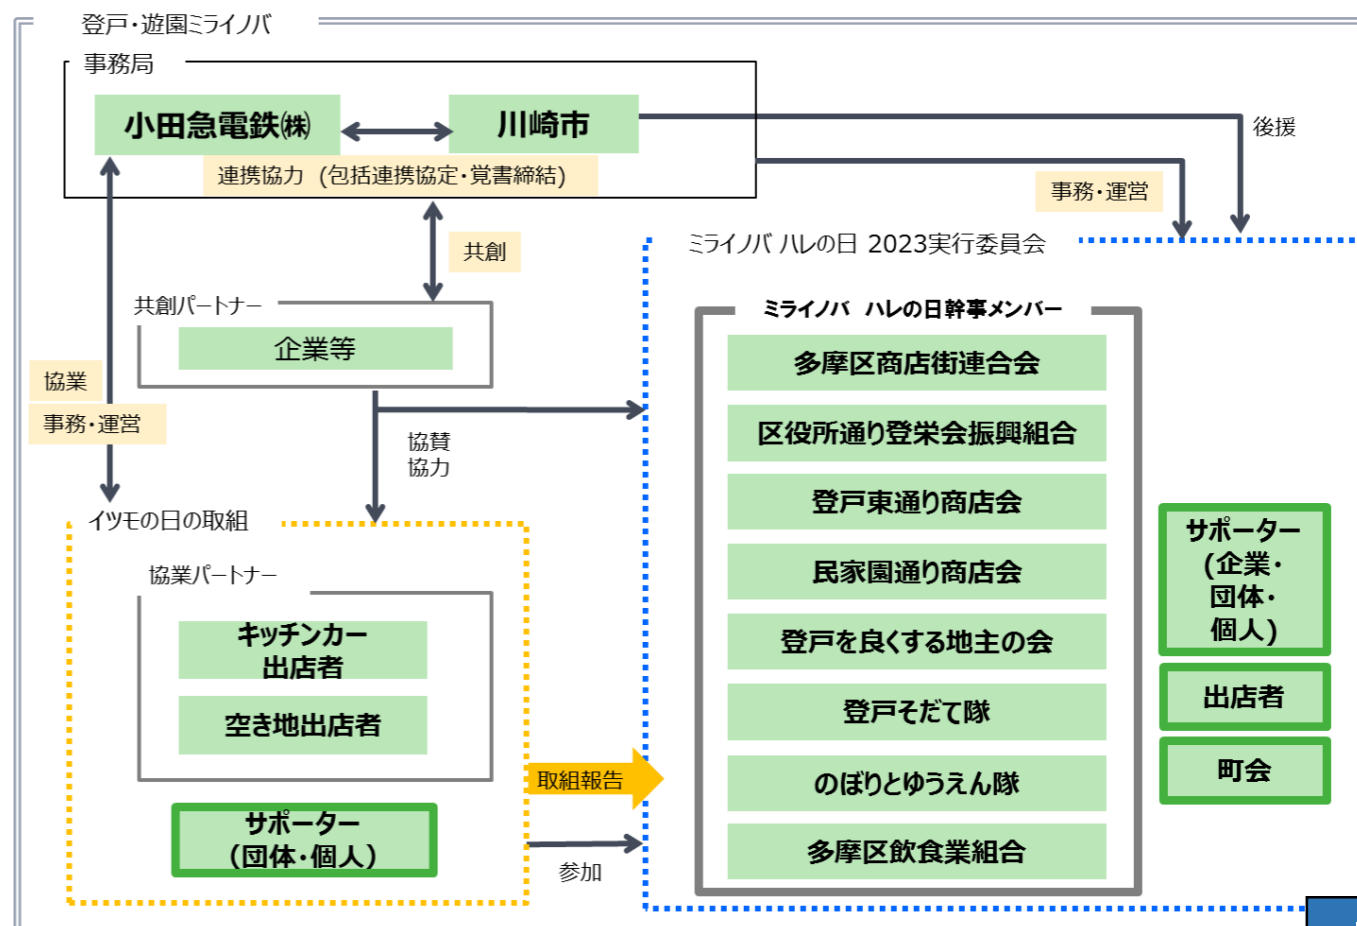 登戸・遊園ミライノバ
事務局
小田急電鉄㈱
川崎市
連携協力 (包括連携協定・覚書締結)
後援
事務・運営
共創
共創パートナー
企業等
協業
事務・運営
協賛
協力
イツモの日の取組
協業パートナー
キッチンカー
出店者
空き地出店者
サポーター
(団体・個人)
取組報告
参加
ミライノバ ハレの日 2023実行委員会
ミライノバ ハレの日幹事メンバー
多摩区商店街連合会
区役所通り登栄会振興組合
登戸東通り商店会
民家園通り商店会
登戸を良くする地主の会
登戸そだて隊
のぼりとゆうえん隊
多摩区飲食業組合
サポーター
(企業・
団体・
個人)
出店者
町会